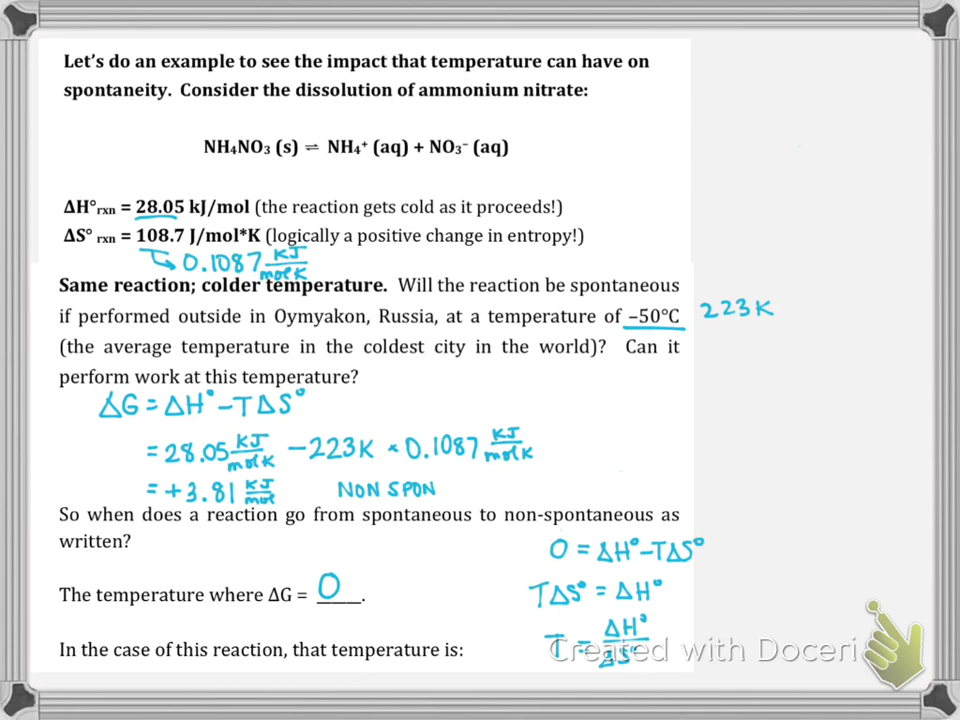 Let's do an example to see the impact that temperature can have on
spontaneity. Consider the dissolution of ammonium nitrate:
NH₄NO₃ (s) ⇌ NH₄⁺ (aq) + NO₃⁻ (aq)
ΔH°rxn = 28.05 kJ/mol (the reaction gets cold as it proceeds!)
ΔS° rxn = 108.7 J/mol*K (logically a positive change in entropy!)
↳ 0.1087 KJ/molK
Same reaction; colder temperature. Will the reaction be spontaneous
if performed outside in Oymyakon, Russia, at a temperature of –50°C 223K
(the average temperature in the coldest city in the world)? Can it
perform work at this temperature?
ΔG = ΔH° – TΔS°
= 28.05 KJ/molK – 223K * 0.1087 KJ/molK
= +3.81 KJ/mol NON SPON
So when does a reaction go from spontaneous to non-spontaneous as
written?
0 = ΔH° – TΔS°
The temperature where ΔG = 0.
TΔS° = ΔH°
In the case of this reaction, that temperature is:
T = ΔH°/ΔS°
Created with Doceri